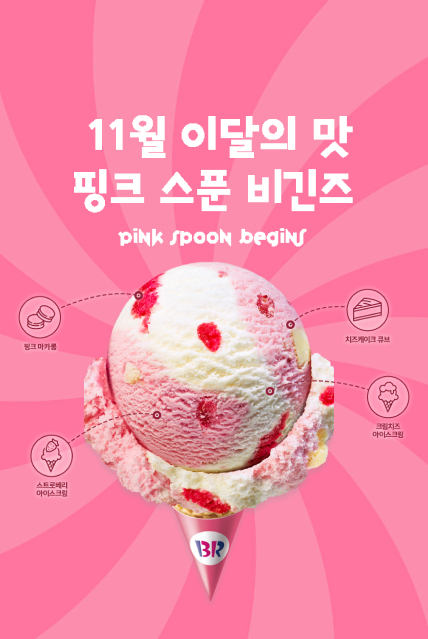 11월 이달의 맛
핑크 스푼 비긴즈
PINK SPOON BEGINS
핑크 마카롱
치즈케이크 큐브
크림치즈
아이스크림
스트로베리
아이스크림
BR